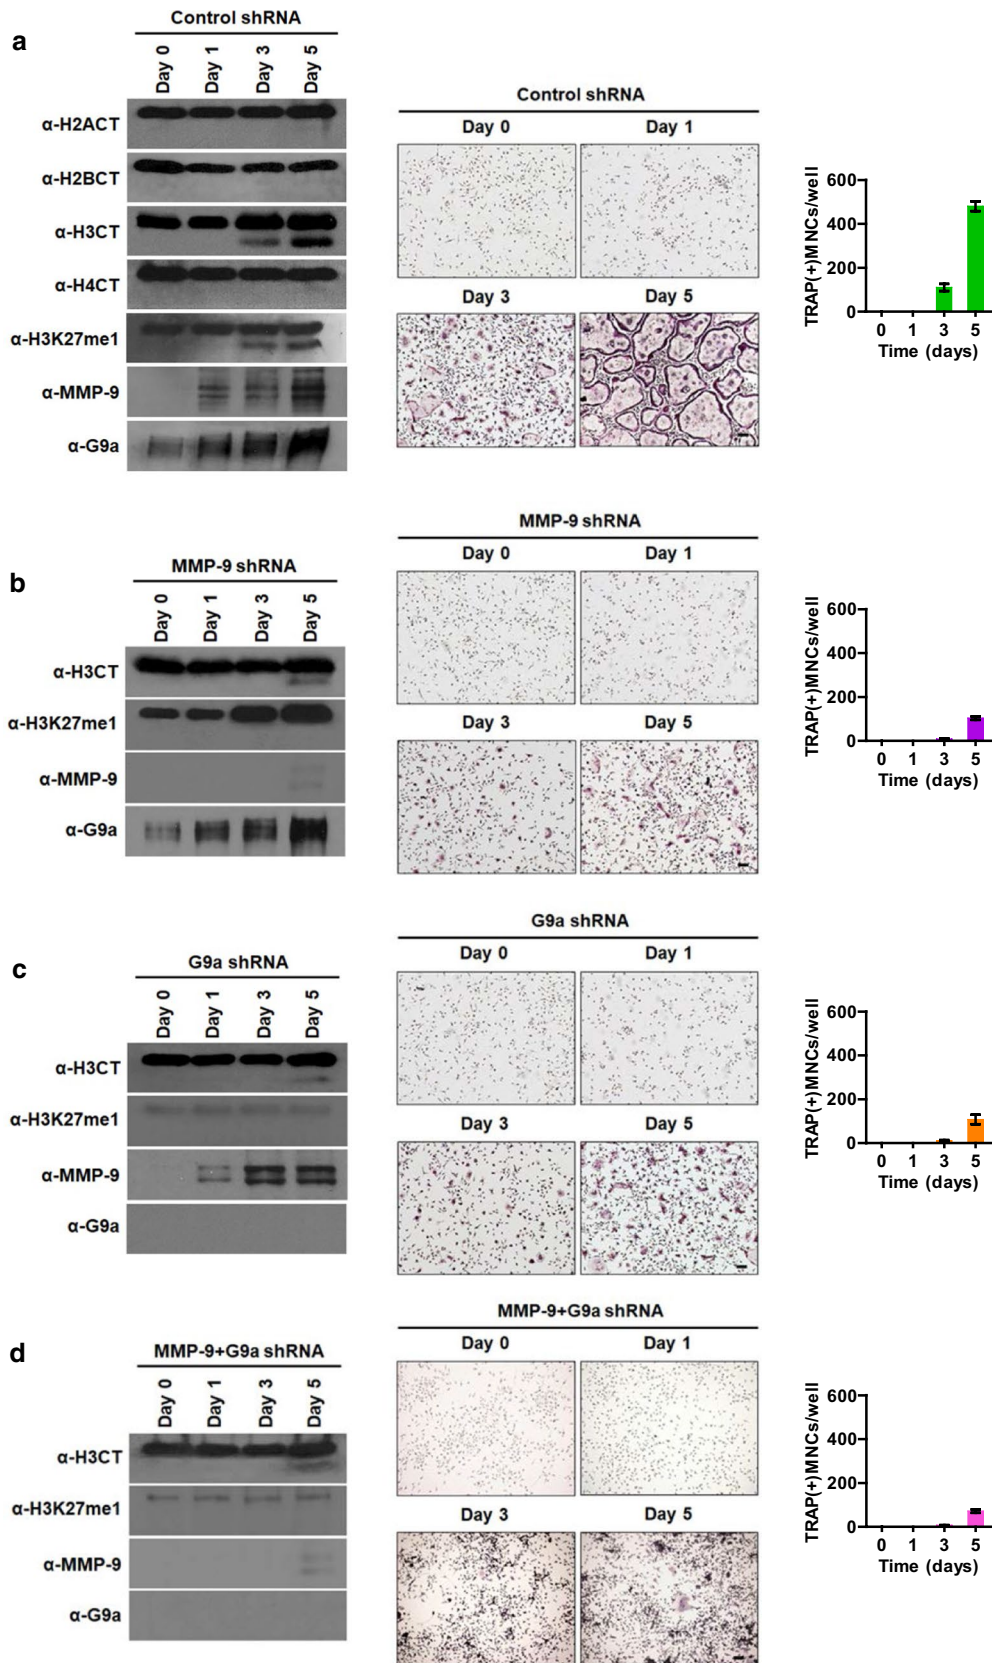 a
Control shRNA
Day 0 Day 1 Day 3 Day 5
α-H2ACT
α-H2BCT
α-H3CT
α-H4CT
α-H3K27me1
α-MMP-9
α-G9a
Control shRNA
Day 0 Day 1
Day 3 Day 5
TRAP(+)MNCs/well
600
400
200
0
0 1 3 5
Time (days)
b
MMP-9 shRNA
Day 0 Day 1 Day 3 Day 5
α-H3CT
α-H3K27me1
α-MMP-9
α-G9a
MMP-9 shRNA
Day 0 Day 1
Day 3 Day 5
TRAP(+)MNCs/well
600
400
200
0
0 1 3 5
Time (days)
c
G9a shRNA
Day 0 Day 1 Day 3 Day 5
α-H3CT
α-H3K27me1
α-MMP-9
α-G9a
G9a shRNA
Day 0 Day 1
Day 3 Day 5
TRAP(+)MNCs/well
600
400
200
0
0 1 3 5
Time (days)
d
MMP-9+G9a shRNA
Day 0 Day 1 Day 3 Day 5
α-H3CT
α-H3K27me1
α-MMP-9
α-G9a
MMP-9+G9a shRNA
Day 0 Day 1
Day 3 Day 5
TRAP(+)MNCs/well
600
400
200
0
0 1 3 5
Time (days)